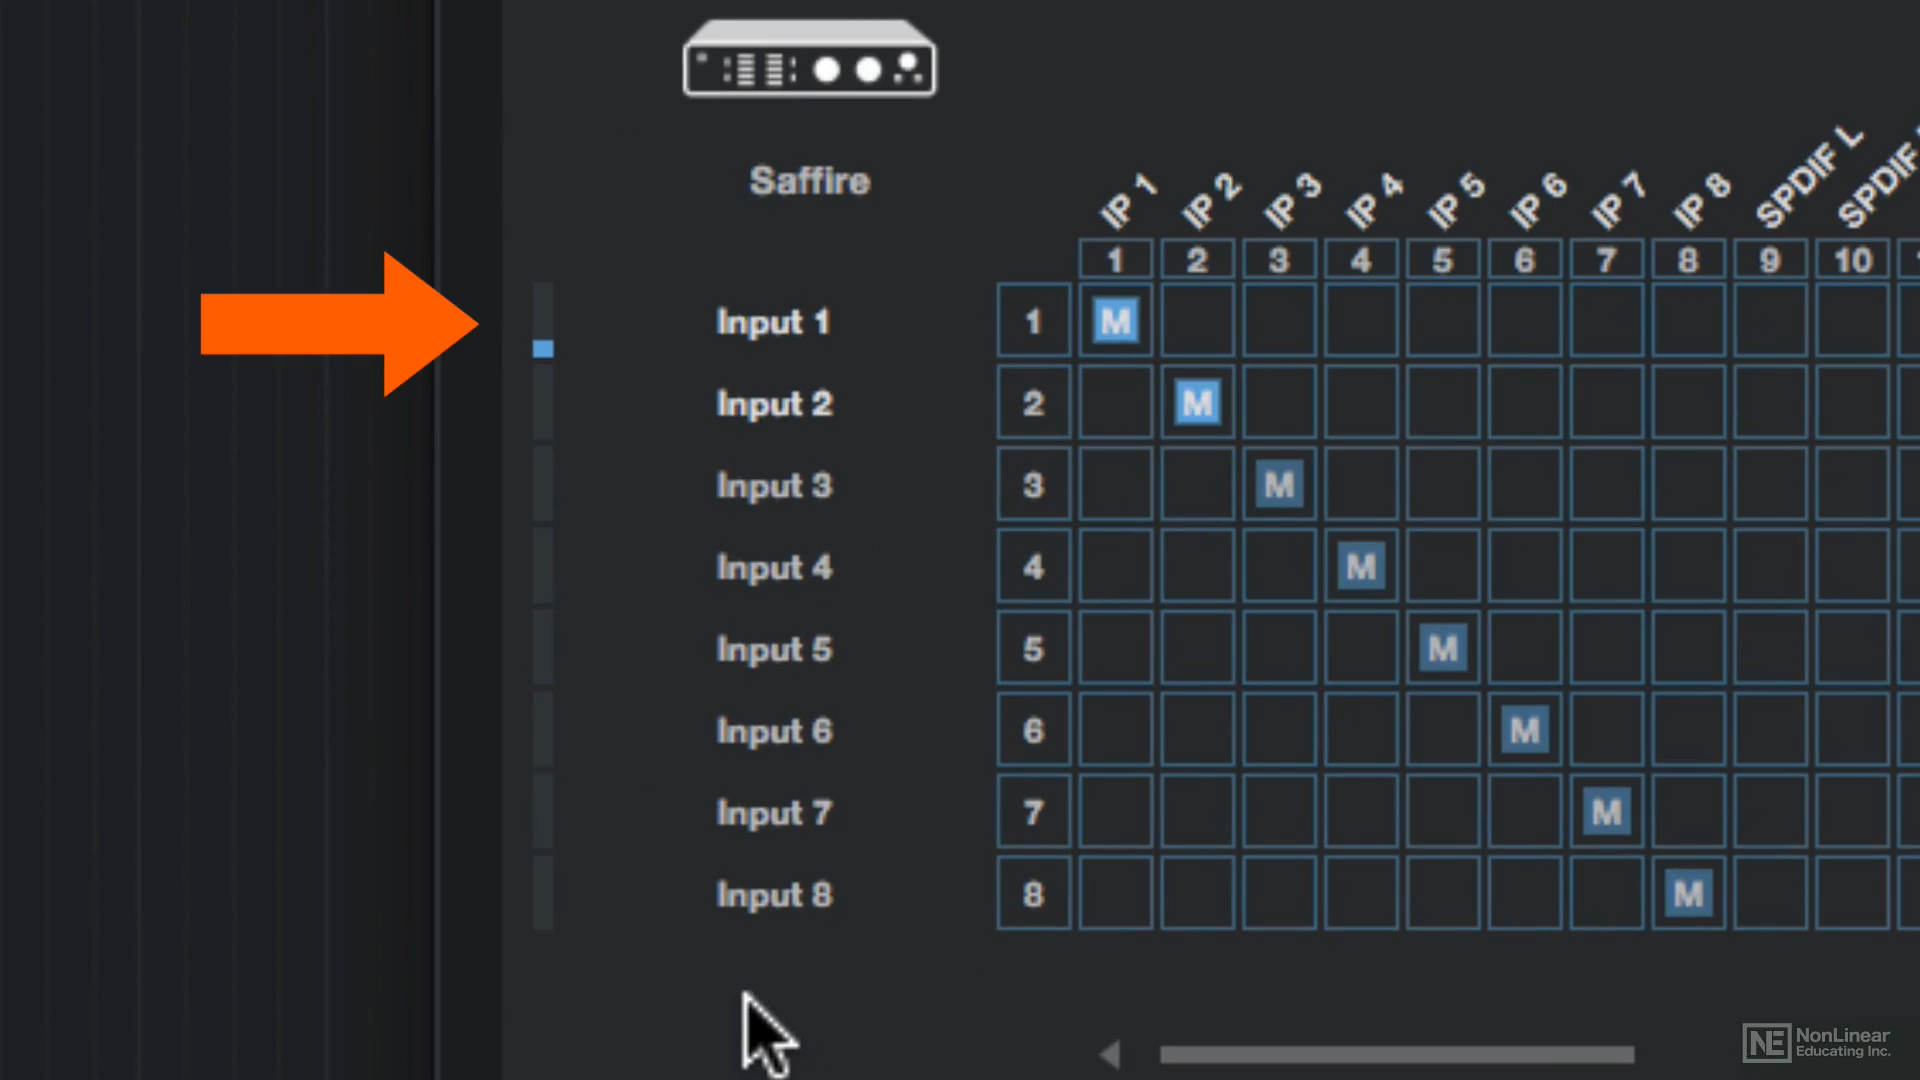 Saffire
IP 1 IP 2 IP 3 IP 4 IP 5 IP 6 IP 7 IP 8 SPDIF L SPDIF
1 2 3 4 5 6 7 8 9 10
Input 1 1 M
Input 2 2 M
Input 3 3 M
Input 4 4 M
Input 5 5 M
Input 6 6 M
Input 7 7 M
Input 8 8 M
NE NonLinear
Educating Inc.